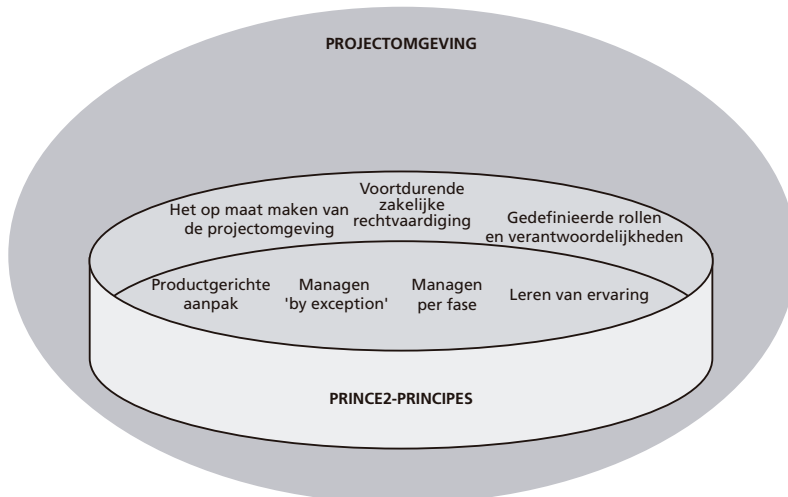 PROJECTOMGEVING
Het op maat maken van
de projectomgeving
Voortdurende
zakelijke
rechtvaardiging
Gedefinieerde rollen
en verantwoordelijkheden
Productgerichte
aanpak
Managen
'by exception'
Managen
per fase
Leren van ervaring
PRINCE2-PRINCIPES